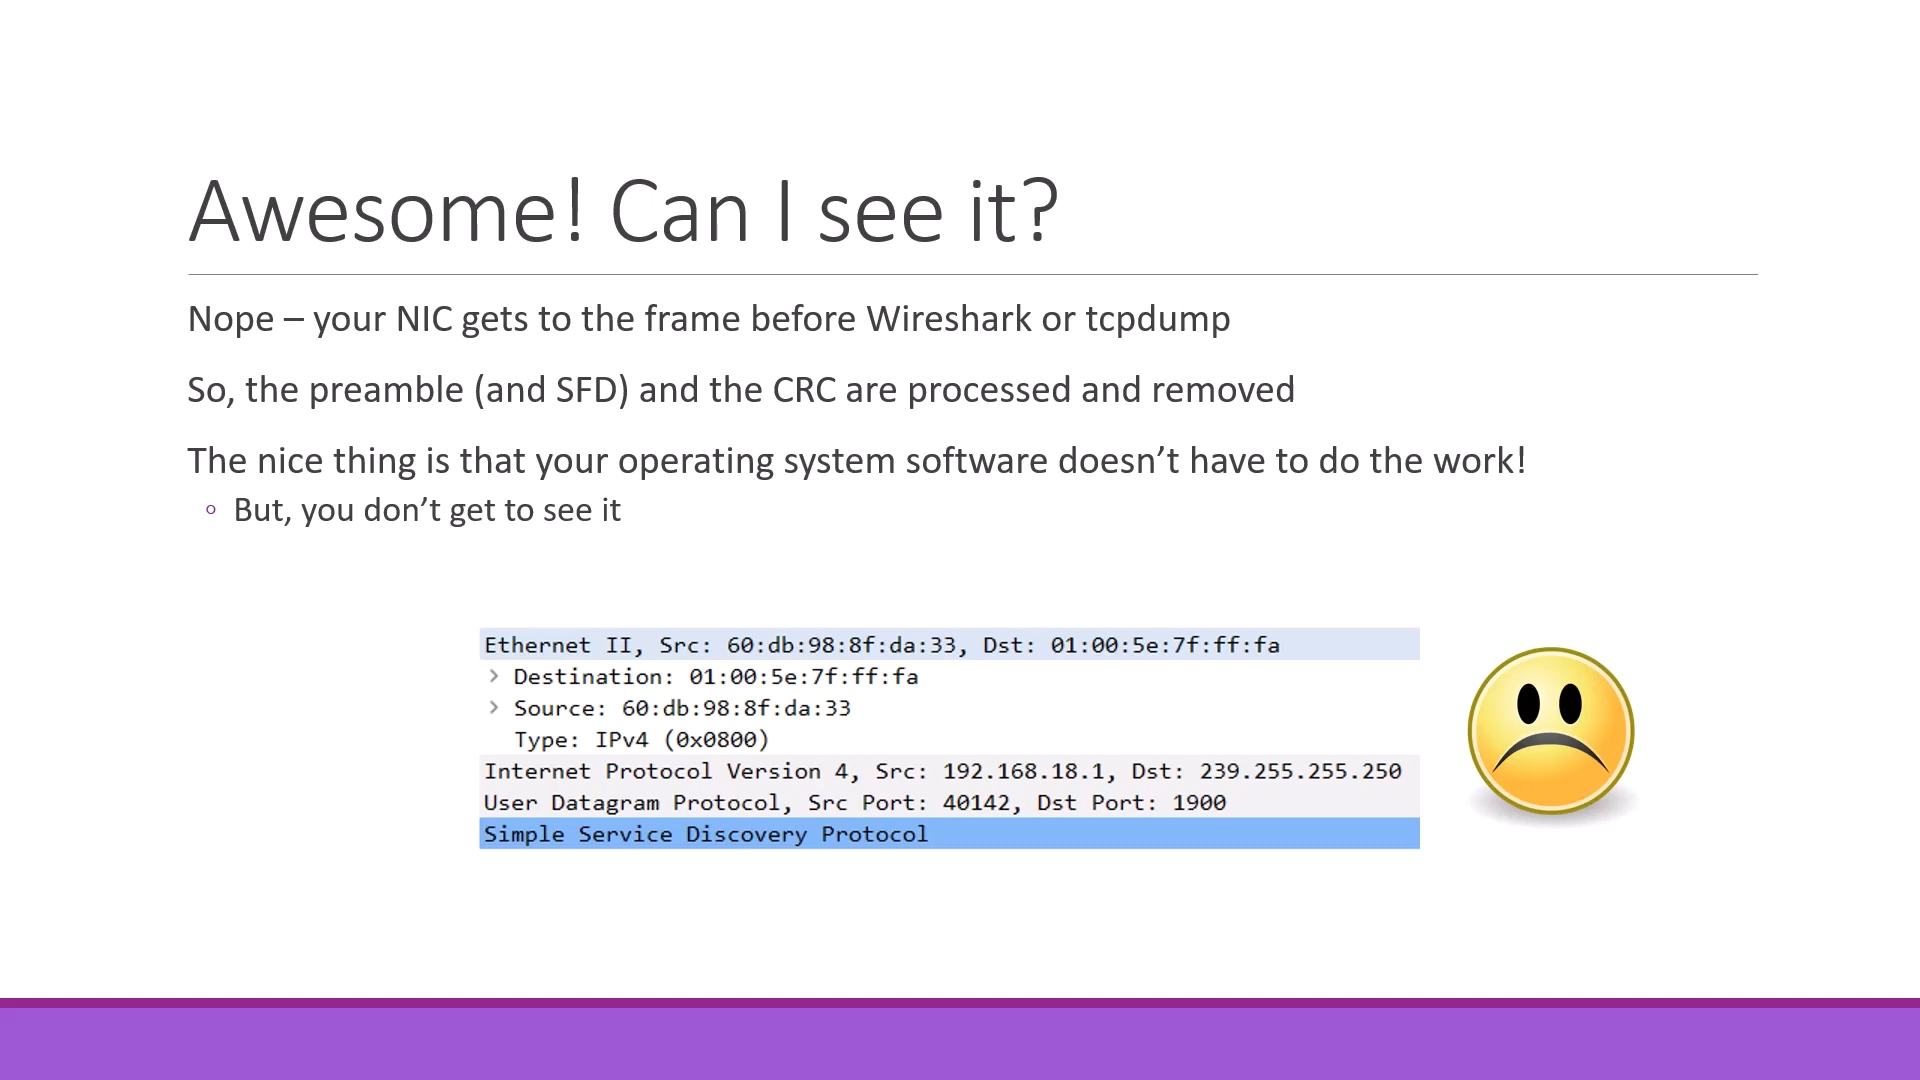 Awesome! Can I see it?
Nope – your NIC gets to the frame before Wireshark or tcpdump
So, the preamble (and SFD) and the CRC are processed and removed
The nice thing is that your operating system software doesn’t have to do the work!
◦ But, you don’t get to see it
Ethernet II, Src: 60:db:98:8f:da:33, Dst: 01:00:5e:7f:ff:fa
> Destination: 01:00:5e:7f:ff:fa
> Source: 60:db:98:8f:da:33
Type: IPv4 (0x0800)
Internet Protocol Version 4, Src: 192.168.18.1, Dst: 239.255.255.250
User Datagram Protocol, Src Port: 40142, Dst Port: 1900
Simple Service Discovery Protocol